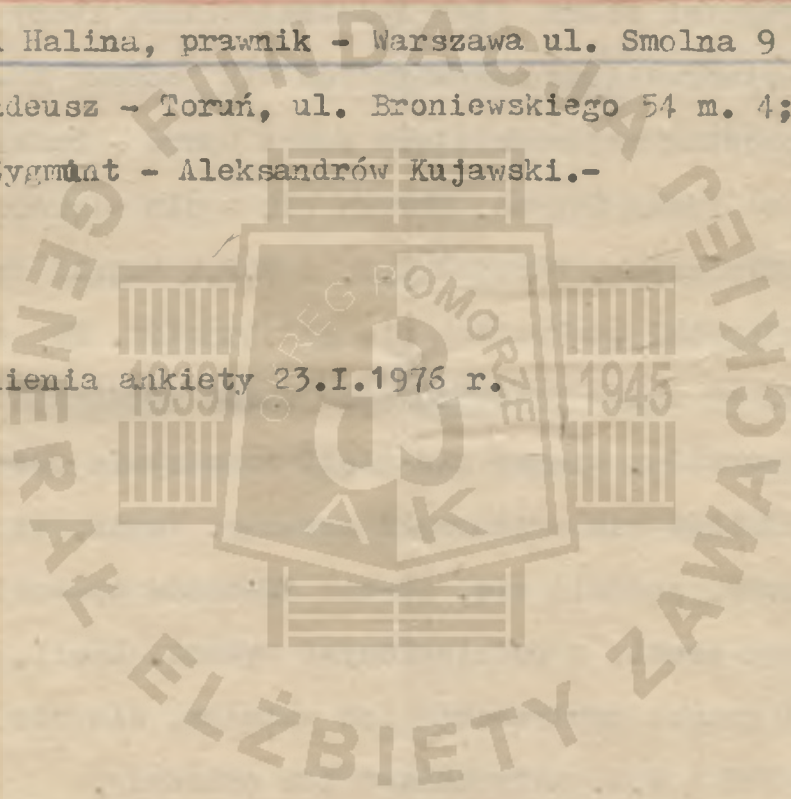 Halina, prawnik - Warszawa ul. Smolna 9
deusz - Toruń, ul. Broniewskiego 54 m. 4;
ygmunt - Aleksandrów Kujawski.-
ienia ankiety 23.I.1976 r.
FUNDACJA GENERAŁ ELŻBIETY ZAWACKIEJ
OKRĘG POMORZE
1939
1945
AK